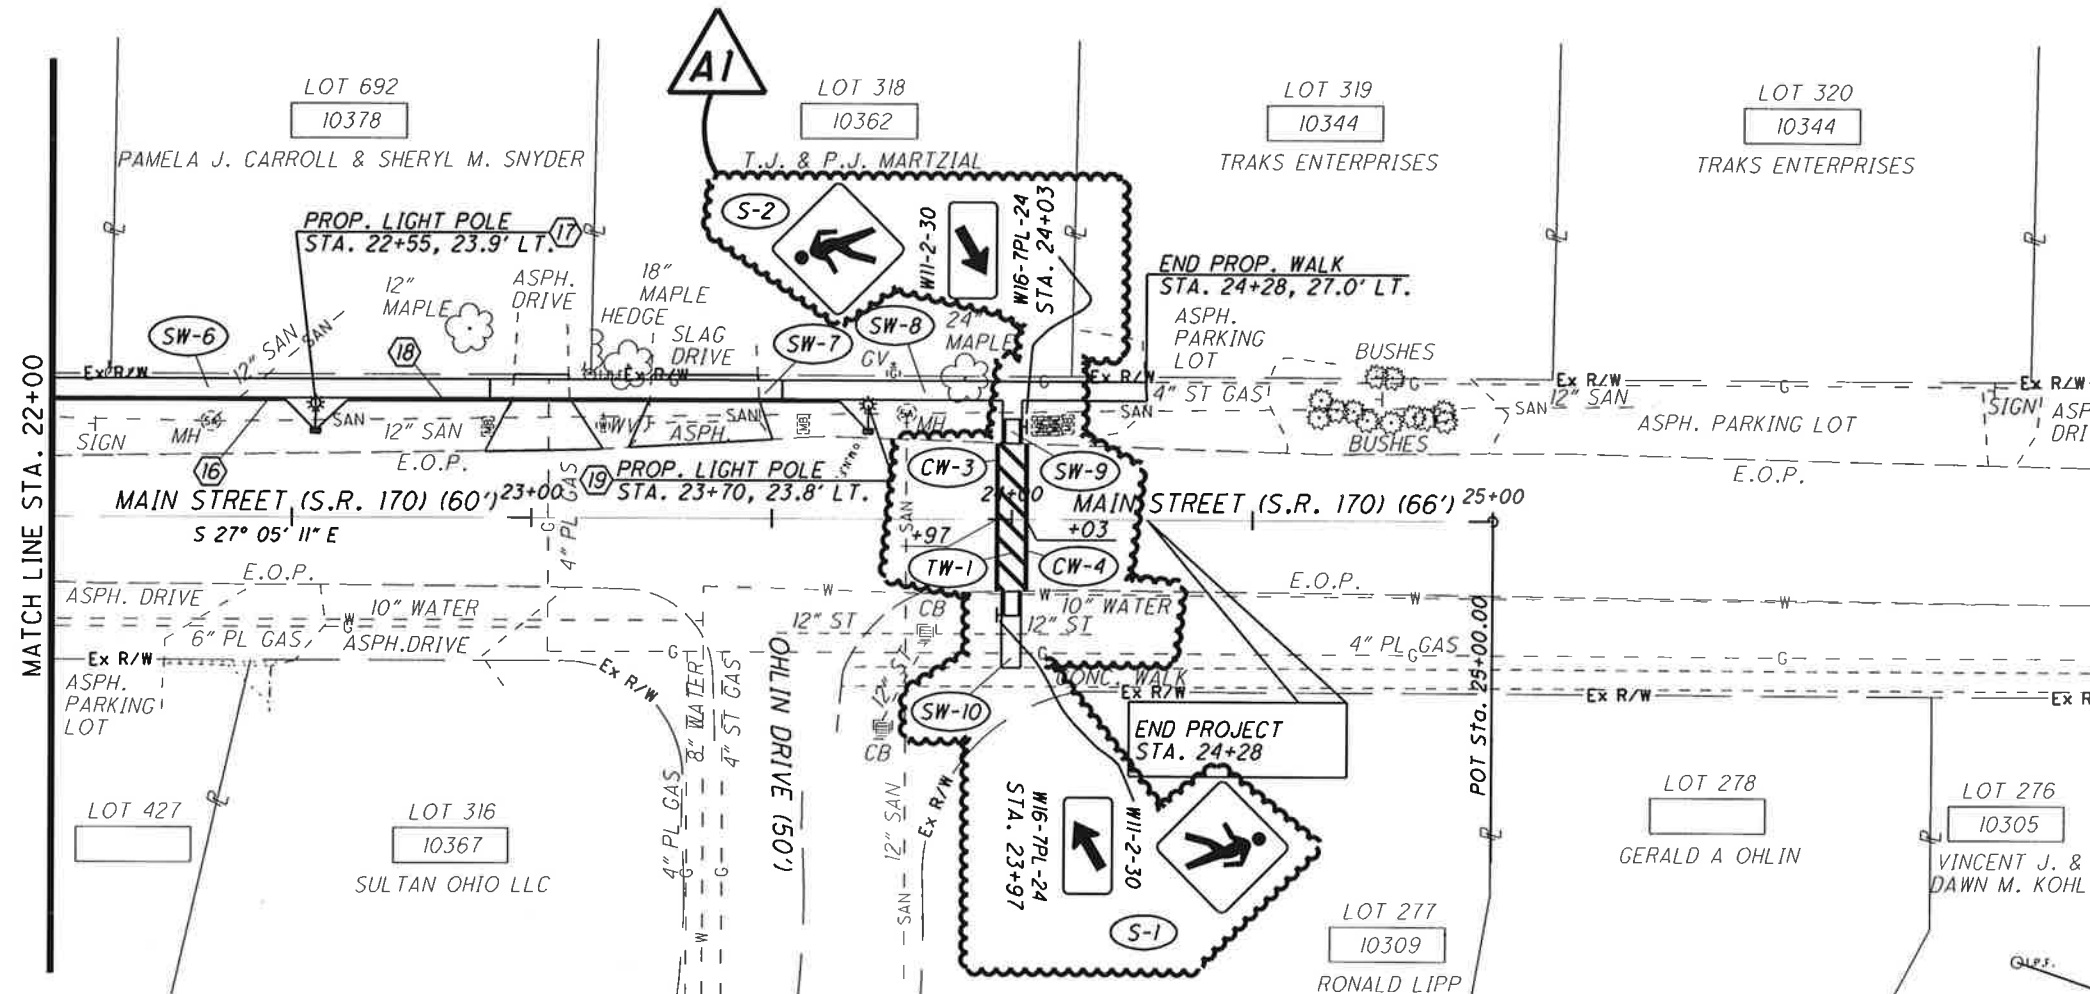 A1
LOT 692
10378
PAMELA J. CARROLL & SHERYL M. SNYDER
LOT 318
10362
T.J. & P.J. MARTZIAL
LOT 319
10344
TRAKS ENTERPRISES
LOT 320
10344
TRAKS ENTERPRISES
PROP. LIGHT POLE
STA. 22+55, 23.9' LT.
17
S-2
W11-2-30
W16-7PL-24
STA. 24+03
END PROP. WALK
STA. 24+28, 27.0' LT.
12"
MAPLE
ASPH.
DRIVE
18"
MAPLE
HEDGE
SLAG
DRIVE
SW-6
12" SAN
SAN
18
SW-7
SW-8
GV
24"
MAPLE
ASPH.
PARKING
LOT
BUSHES
BUSHES
Ex R/W
Ex R/W
G
Ex R/W
4" ST GAS
G
Ex R/W
12" SAN
G
Ex R/W
SIGN
MH
SAN
12" SAN
E.O.P.
WV
ASPH.
SAN
MH
SAN
SAN
ASPH. PARKING LOT
SIGN
ASP
DRI
E.O.P.
16
19
PROP. LIGHT POLE
STA. 23+70, 23.8' LT.
CW-3
SW-9
MATCH LINE STA. 22+00
MAIN STREET (S.R. 170) (60')
23+00
S 27° 05' 11" E
G
4" PL GAS
SAN
24+00
MAIN STREET (S.R. 170) (66')
25+00
+97
+03
TW-1
CW-4
E.O.P.
E.O.P.
ASPH. DRIVE
10" WATER
6" PL GAS
G
ASPH.DRIVE
W
12" ST
CB
W
10" WATER
12" ST
W
W
4" PL GAS
G
G
G
G
CONC. WALK
Ex R/W
Ex R/W
Ex R/W
Ex R/W
Ex R
ASPH.
PARKING
LOT
8" WATER
4" ST GAS
OHLIN DRIVE (50')
12" S
SW-10
CB
END PROJECT
STA. 24+28
POT Sta. 25+00.00
LOT 427
LOT 316
10367
SULTAN OHIO LLC
4" PL GAS
G
G
W
12" SAN
SAN
Ex R/W
W16-7PL-24
STA. 23+97
W11-2-30
S-1
LOT 277
10309
RONALD LIPP
LOT 278
GERALD A OHLIN
LOT 276
10305
VINCENT J. &
DAWN M. KOHL
I.P.F.